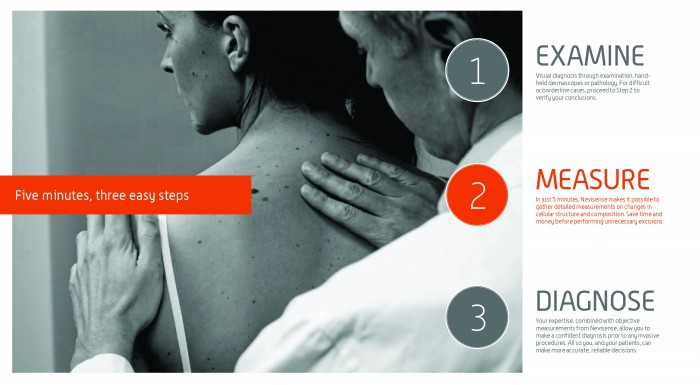 Five minutes, three easy steps
1
EXAMINE
Visual diagnosis through examination, hand-
held dermascopes or pathology. For difficult
or borderline cases, proceed to Step 2 to
verify your conclusions.
2
MEASURE
In just 5 minutes, Nevisense makes it possible to
gather detailed measurements on changes in
cellular structure and composition. Save time and
money before performing unnecessary excisions.
3
DIAGNOSE
Your expertise, combined with objective
measurements from Nevisense, allow you to
make a confident diagnosis prior to any invasive
procedures. All so you, and your patients, can
make more accurate, reliable decisions.